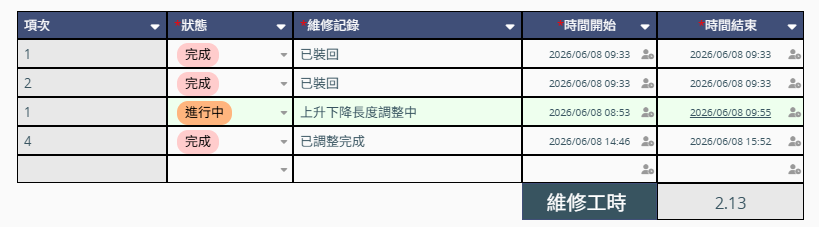 項次 *狀態 *維修記錄 *時間開始 *時間結束
1 完成 已裝回 2026/06/08 09:33 2026/06/08 09:33
2 完成 已裝回 2026/06/08 09:33 2026/06/08 09:33
1 進行中 上升下降長度調整中 2026/06/08 08:53 2026/06/08 09:55
4 完成 已調整完成 2026/06/08 14:46 2026/06/08 15:52
維修工時 2.13